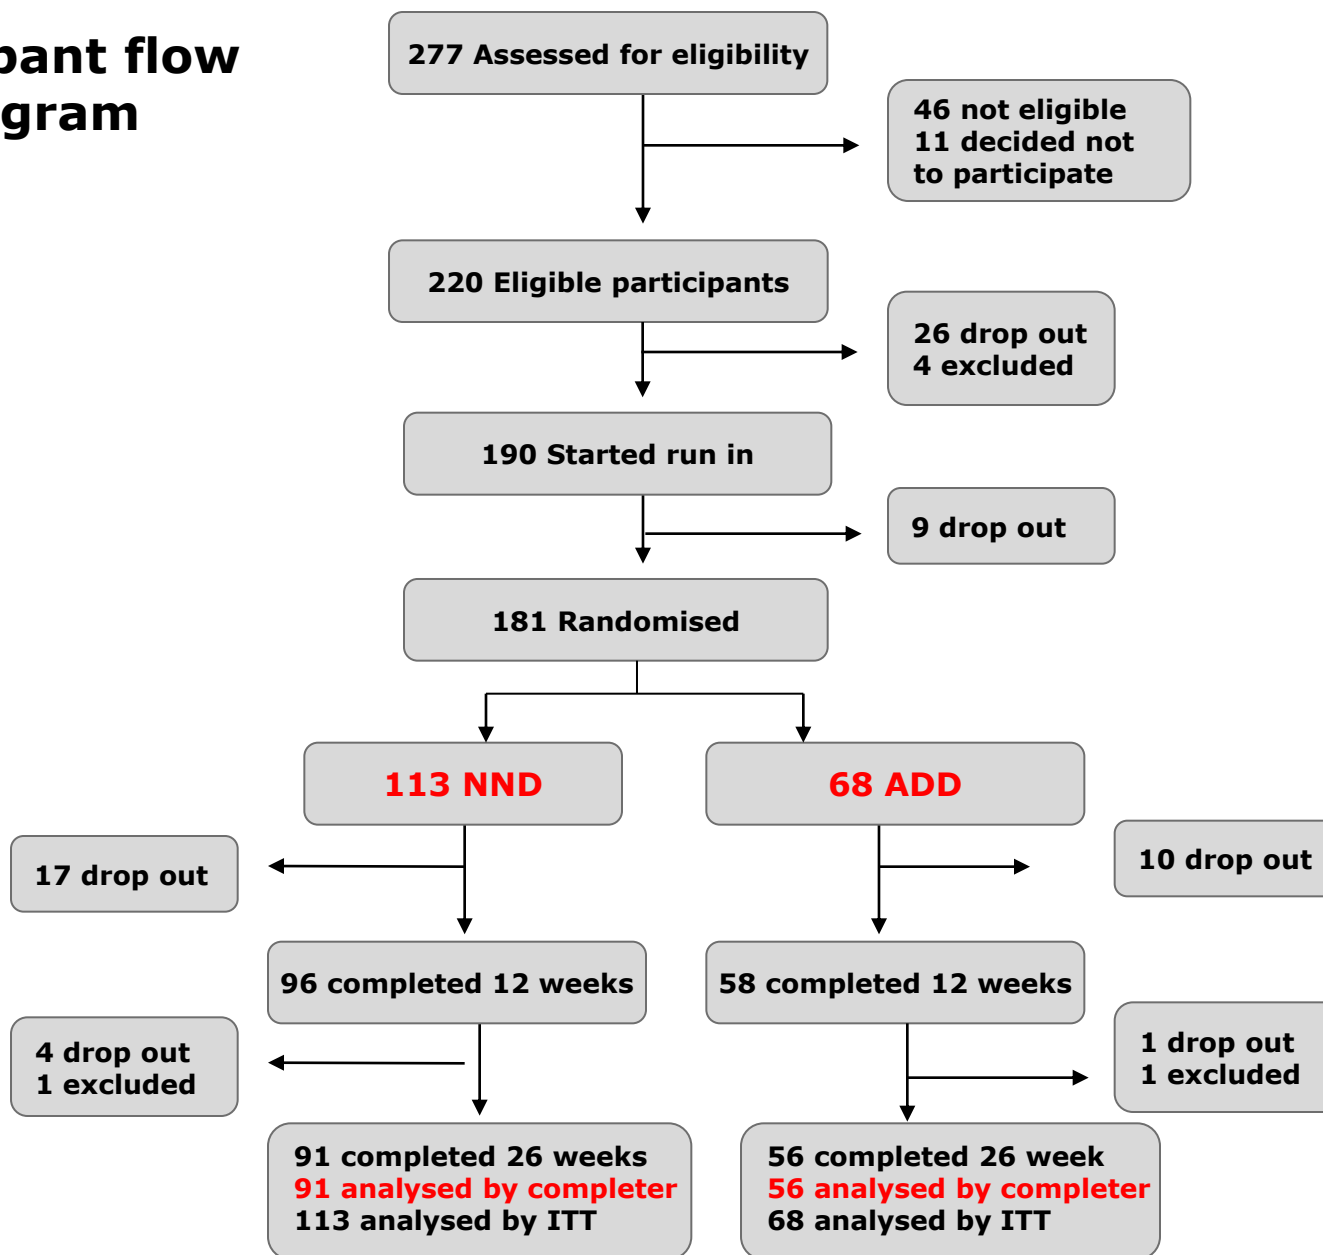 pant flow
gram
277 Assessed for eligibility
46 not eligible
11 decided not
to participate
220 Eligible participants
26 drop out
4 excluded
190 Started run in
9 drop out
181 Randomised
113 NND
68 ADD
17 drop out
10 drop out
96 completed 12 weeks
58 completed 12 weeks
4 drop out
1 excluded
1 drop out
1 excluded
91 completed 26 weeks
91 analysed by completer
113 analysed by ITT
56 completed 26 week
56 analysed by completer
68 analysed by ITT